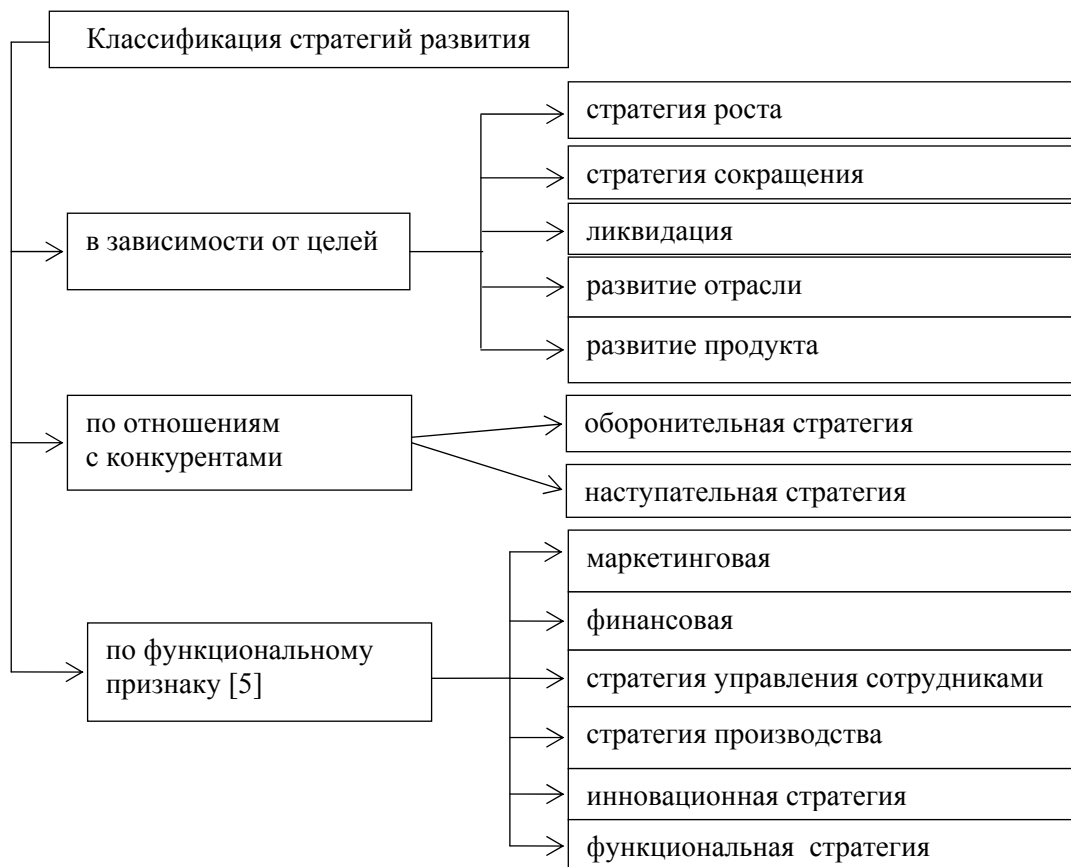 Классификация стратегий развития
в зависимости от целей
стратегия роста
стратегия сокращения
ликвидация
развитие отрасли
развитие продукта
по отношениям
с конкурентами
оборонительная стратегия
наступательная стратегия
по функциональному
признаку [5]
маркетинговая
финансовая
стратегия управления сотрудниками
стратегия производства
инновационная стратегия
функциональная стратегия